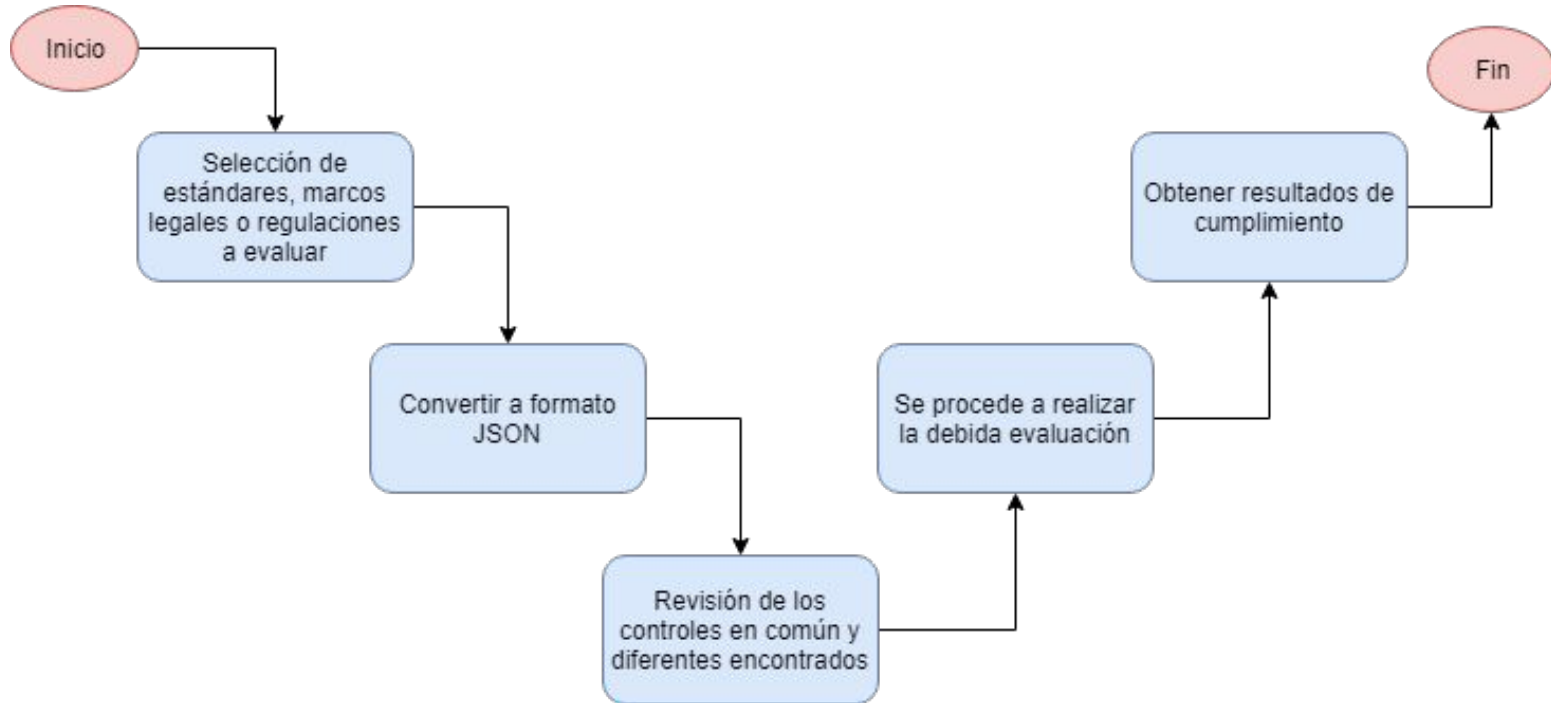 Inicio
Selección de
estándares, marcos
legales o regulaciones
a evaluar
Convertir a formato
JSON
Revisión de los
controles en común y
diferentes encontrados
Se procede a realizar
la debida evaluación
Obtener resultados de
cumplimiento
Fin